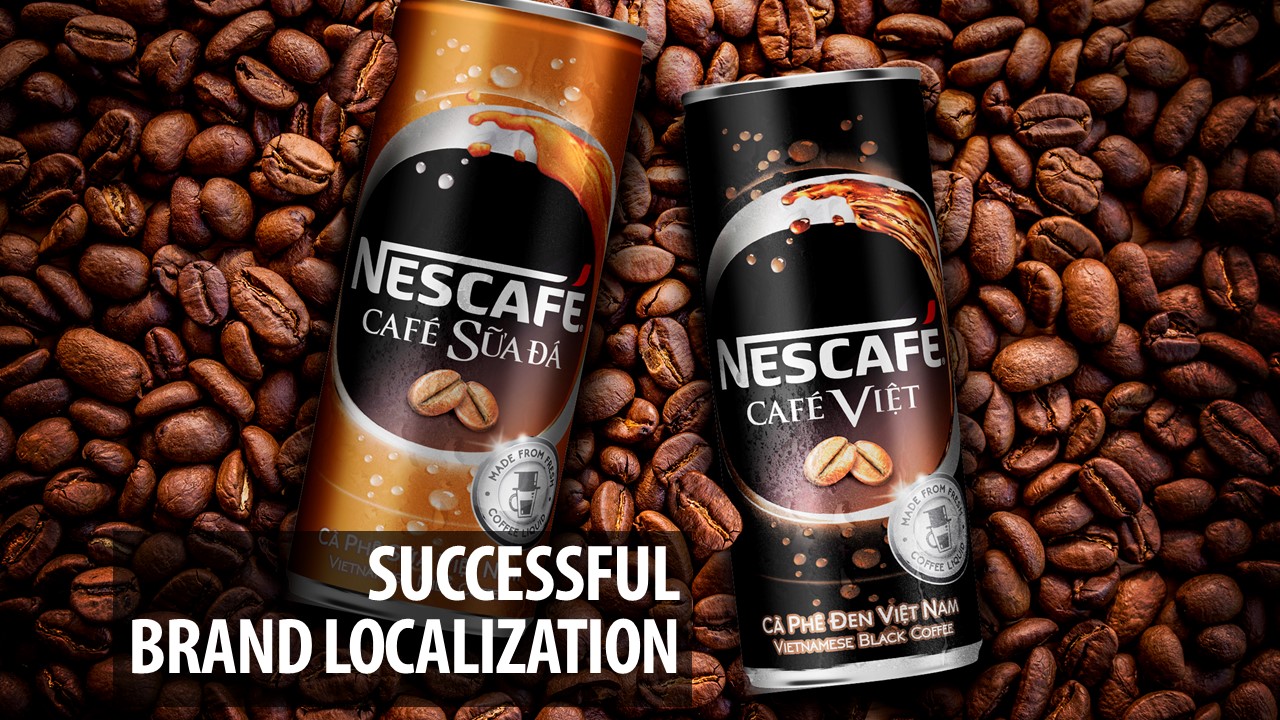 NESCAFÉ
CAFÉ SỮA ĐÁ
MADE FROM FRESH
COFFEE LIQUID
NESCAFÉ
CAFÉ VIỆT
MADE FROM FRESH
COFFEE LIQUID
CÀ PHÊ ĐEN VIỆT NAM
VIETNAMESE BLACK COFFEE
SUCCESSFUL
BRAND LOCALIZATION